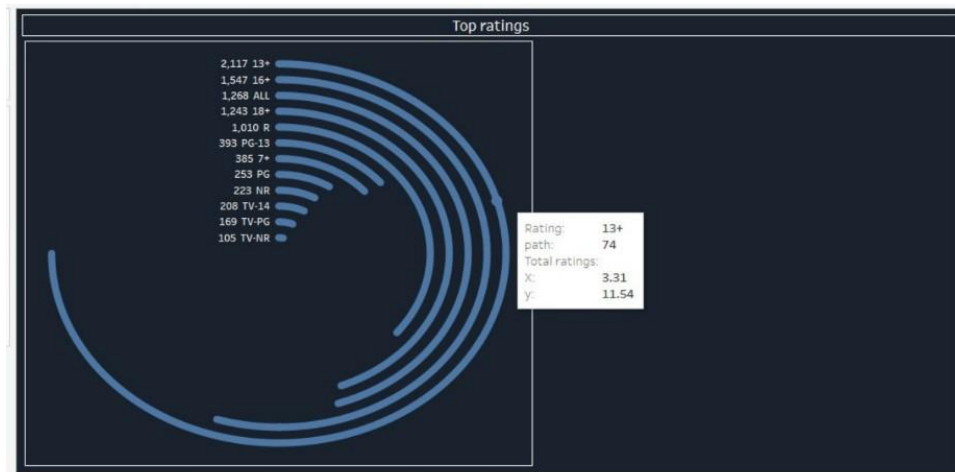 Top ratings
2,117 13+
1,547 16+
1,268 ALL
1,243 18+
1,010 R
393 PG-13
385 7+
253 PG
223 NR
208 TV-14
169 TV-PG
105 TV-NR
Rating: 13+
path: 74
Total ratings:
X: 3.31
y: 11.54